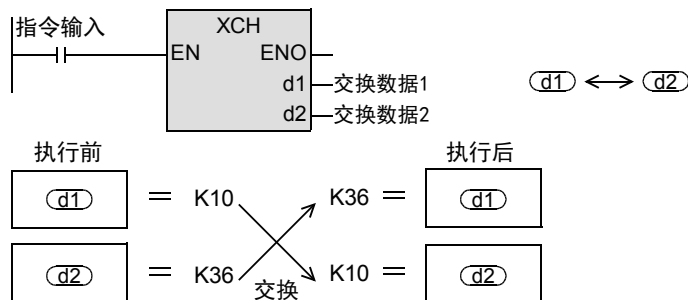 指令输入
XCH
EN ENO
d1 交换数据1
d2 交换数据2
d1 d2
执行前 执行后
d1 = K10 K36 = d1
d2 = K36 K10 = d2
交换